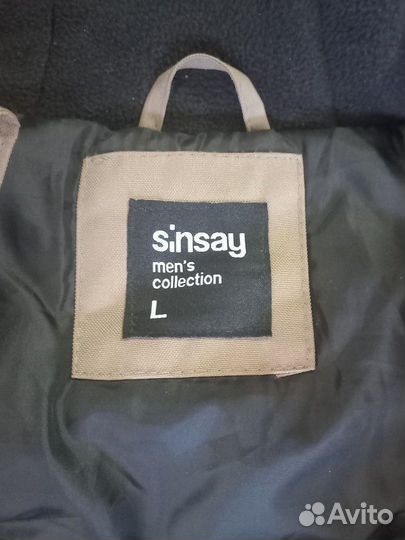 sinsay
men's
collection
L
Avito